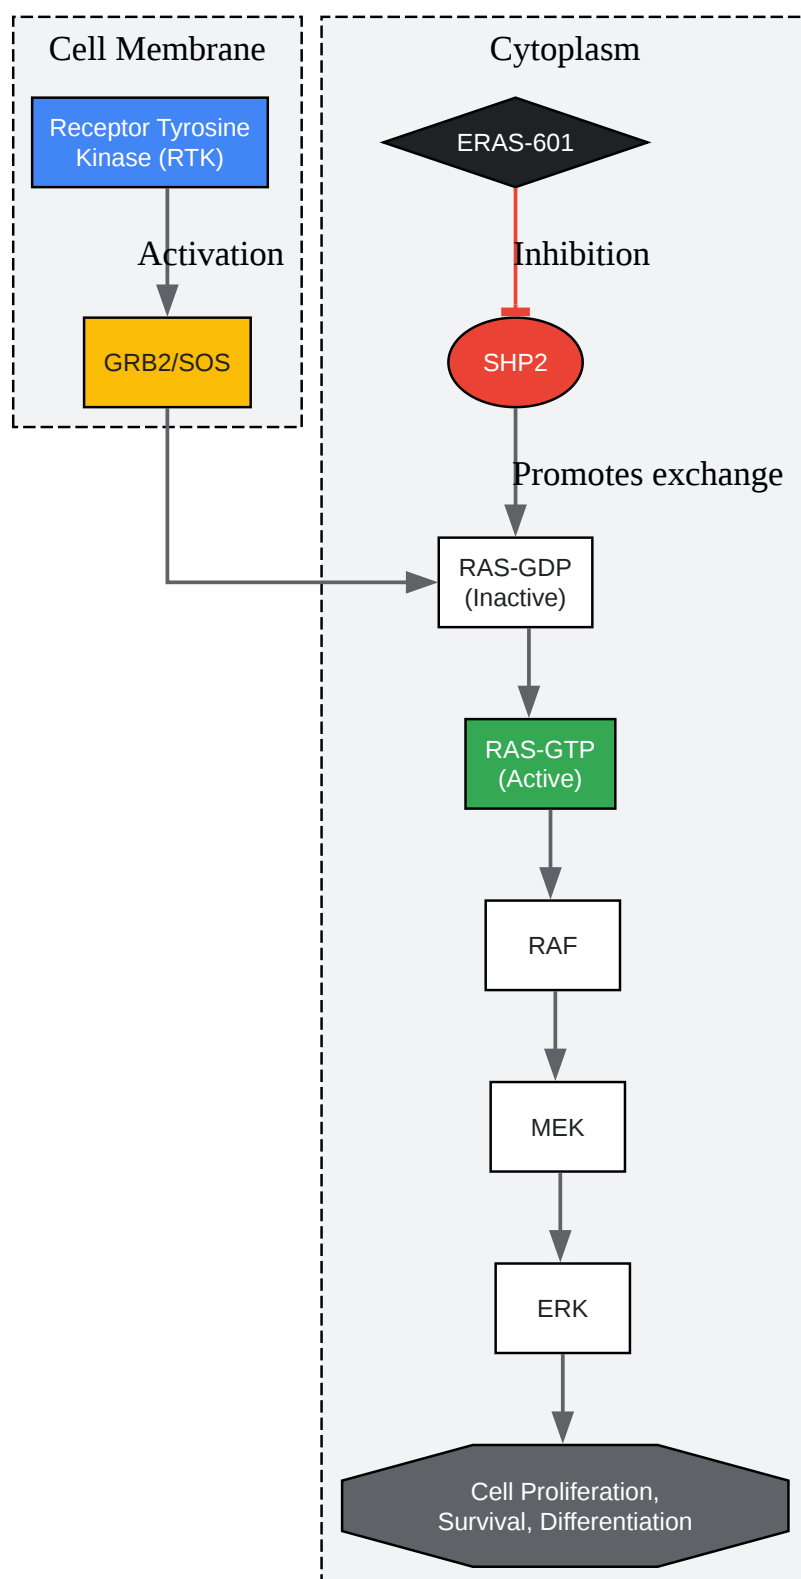 Cell Membrane
Receptor Tyrosine
Kinase (RTK)
Activation
GRB2/SOS
Cytoplasm
ERAS-601
Inhibition
SHP2
Promotes exchange
RAS-GDP
(Inactive)
RAS-GTP
(Active)
RAF
MEK
ERK
Cell Proliferation,
Survival, Differentiation